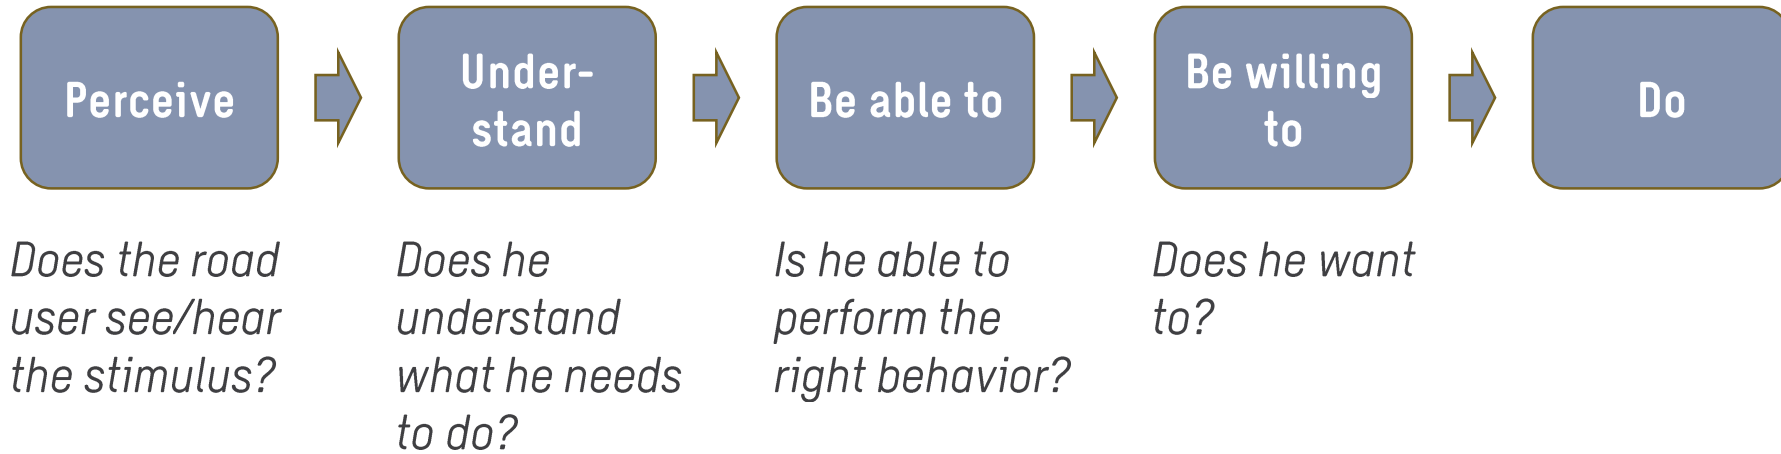 Perceive
Under-
stand
Be able to
Be willing
to
Do
Does the road
user see/hear
the stimulus?
Does he
understand
what he needs
to do?
Is he able to
perform the
right behavior?
Does he want
to?